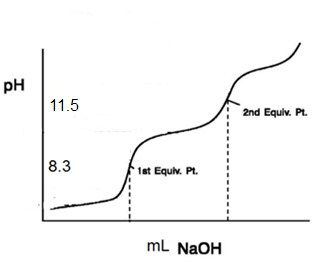 pH
11.5
2nd Equiv. Pt.
8.3
1st Equiv. Pt.
mL NaOH